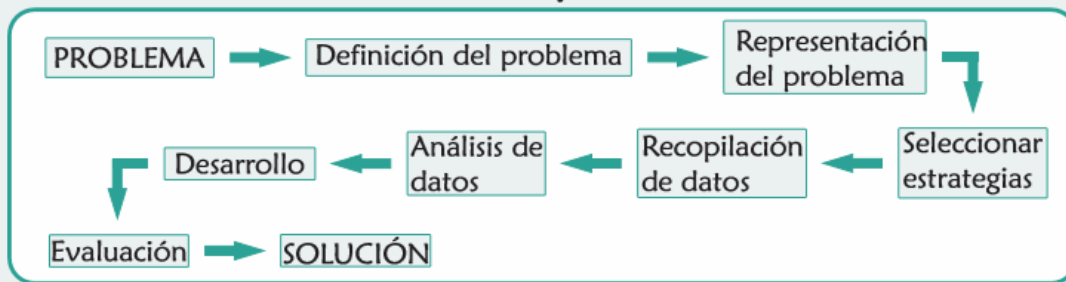 PROBLEMA
Definición del problema
Representación
del problema
Seleccionar
estrategias
Recopilación
de datos
Análisis de
datos
Desarrollo
Evaluación
SOLUCIÓN